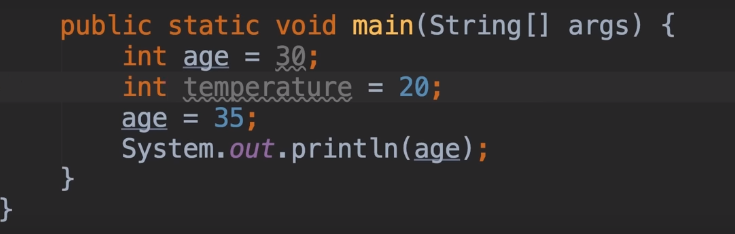 public static void main(String[] args) {
int age = 30;
int temperature = 20;
age = 35;
System.out.println(age);
}
}